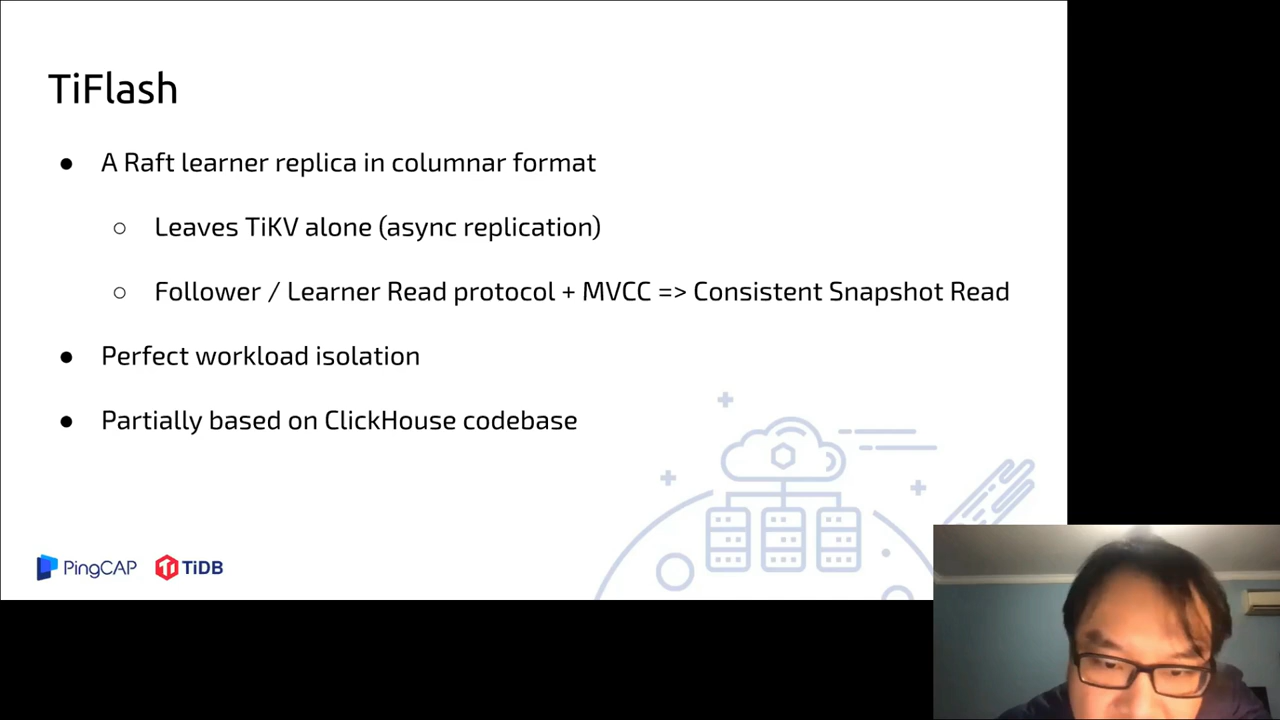 TiFlash
● A Raft learner replica in columnar format
○ Leaves TiKV alone (async replication)
○ Follower / Learner Read protocol + MVCC => Consistent Snapshot Read
● Perfect workload isolation
● Partially based on ClickHouse codebase
PingCAP TiDB